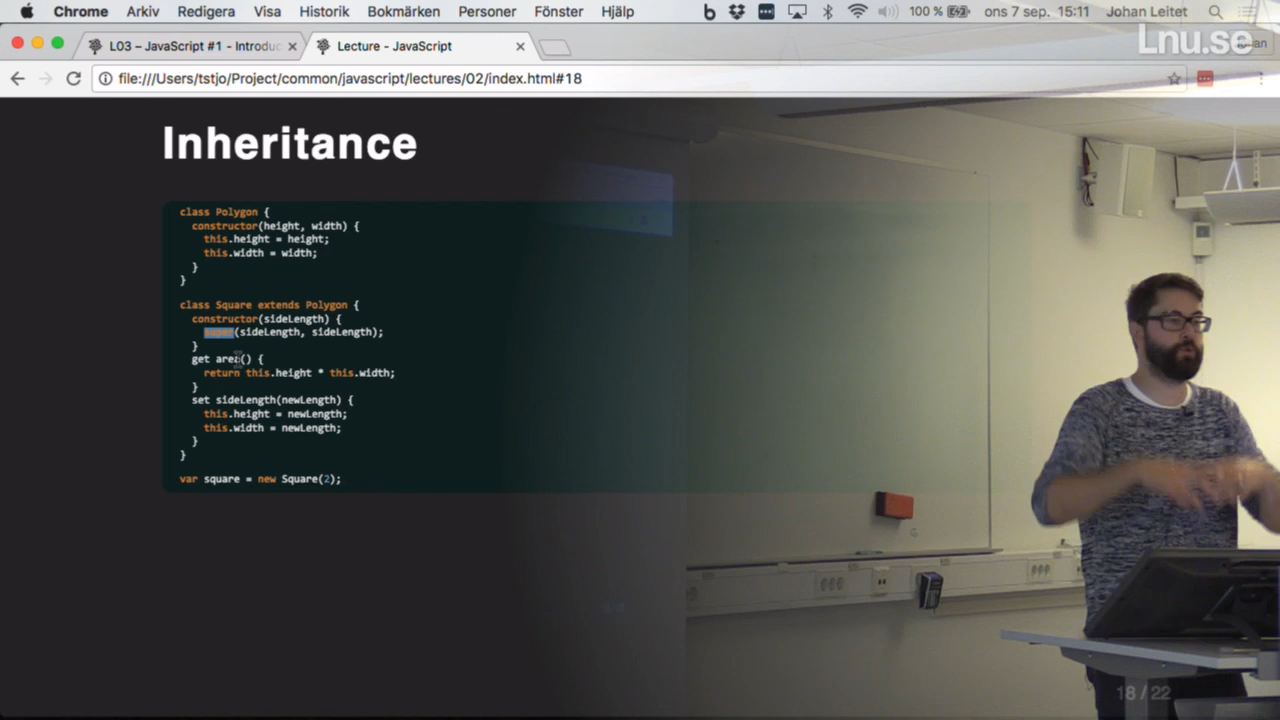 Chrome Arkiv Redigera Visa Historik Bokmärken Personer Fönster Hjälp 100 % ons 7 sep. 15:11 Johan Leitet
L03 – JavaScript #1 - Introduc
Lecture - JavaScript
Lnu.se
file:///Users/tstjo/Project/common/javascript/lectures/02/index.html#18
Inheritance
class Polygon {
constructor(height, width) {
this.height = height;
this.width = width;
}
}
class Square extends Polygon {
constructor(sideLength) {
super(sideLength, sideLength);
}
get area() {
return this.height * this.width;
}
set sideLength(newLength) {
this.height = newLength;
this.width = newLength;
}
}
var square = new Square(2);
18 / 22